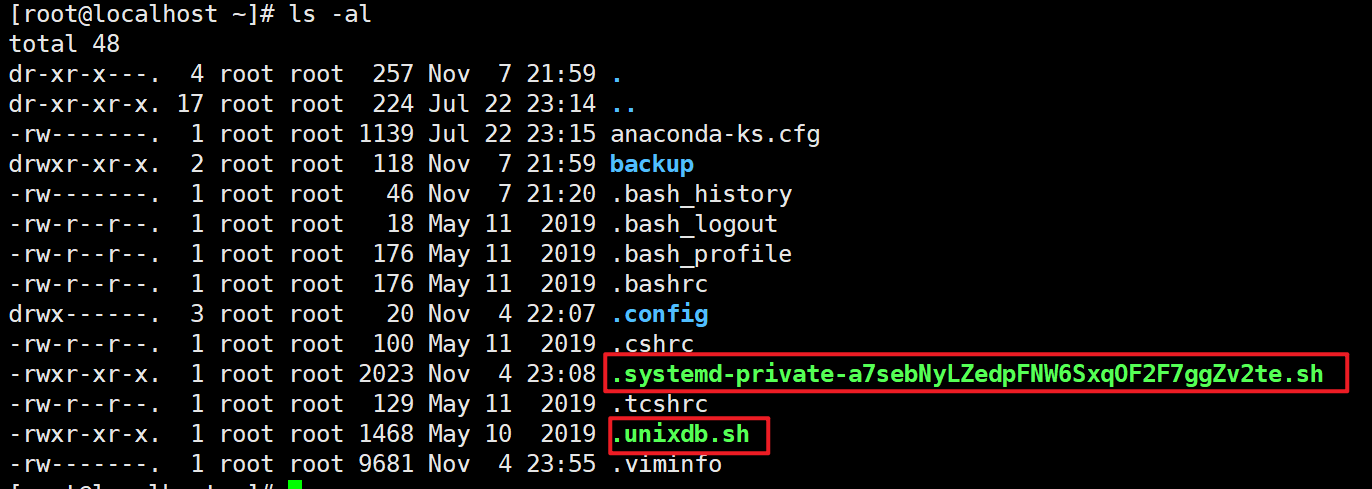 [root@localhost ~]# ls -al
total 48
dr-xr-x---.  4 root root  257 Nov  7 21:59 .
dr-xr-xr-x. 17 root root  224 Jul 22 23:14 ..
-rw-------.  1 root root 1139 Jul 22 23:15 anaconda-ks.cfg
drwxr-xr-x.  2 root root  118 Nov  7 21:59 backup
-rw-------.  1 root root   46 Nov  7 21:20 .bash_history
-rw-r--r--.  1 root root   18 May 11  2019 .bash_logout
-rw-r--r--.  1 root root  176 May 11  2019 .bash_profile
-rw-r--r--.  1 root root  176 May 11  2019 .bashrc
drwx------.  3 root root   20 Nov  4 22:07 .config
-rw-r--r--.  1 root root  100 May 11  2019 .cshrc
-rwxr-xr-x.  1 root root 2023 Nov  4 23:08 .systemd-private-a7sebNyLZedpFNW6SxqOF2F7ggZv2te.sh
-rw-r--r--.  1 root root  129 May 11  2019 .tcshrc
-rwxr-xr-x.  1 root root 1468 May 10  2019 .unixdb.sh
-rw-------.  1 root root 9681 Nov  4 23:55 .viminfo